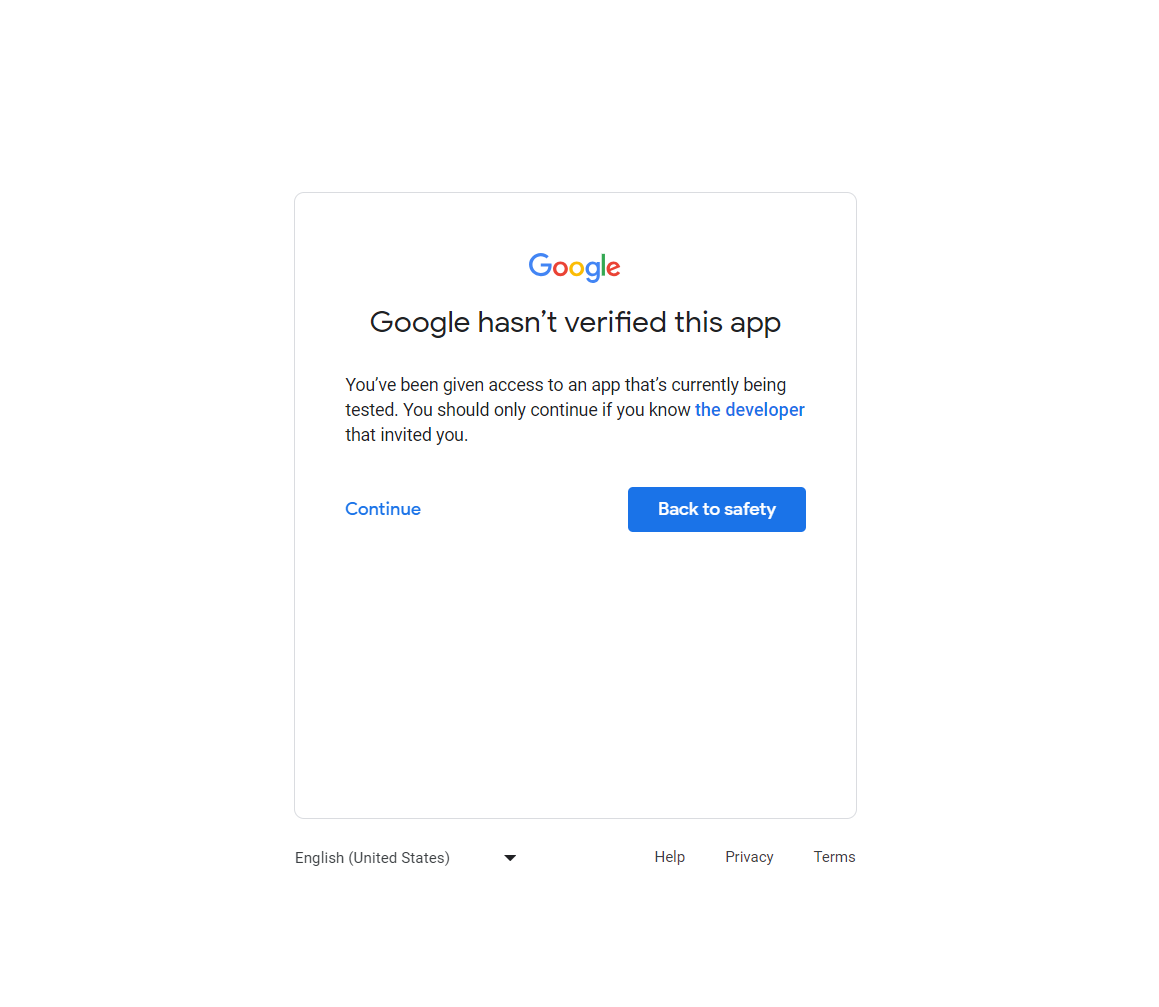 Google
Google hasn’t verified this app
You’ve been given access to an app that’s currently being
tested. You should only continue if you know the developer
that invited you.
Continue
Back to safety
English (United States)
Help
Privacy
Terms